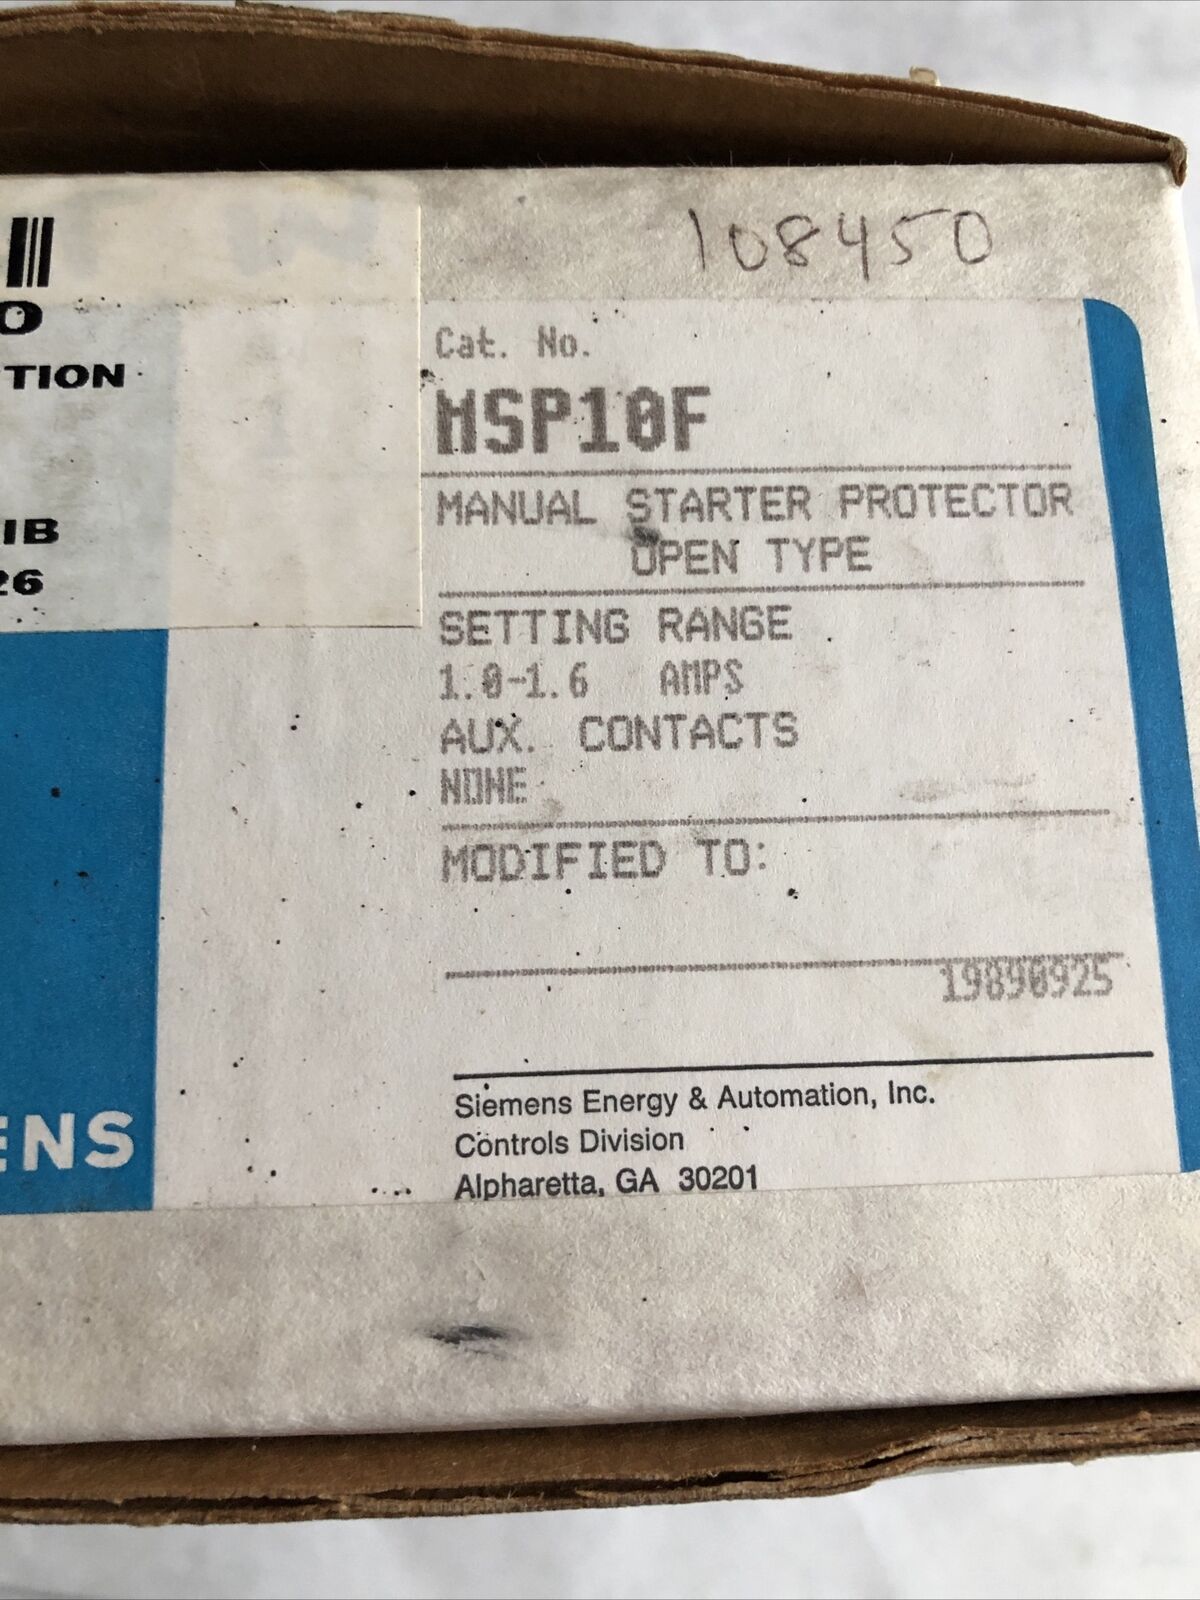 108450
O
TION
IB
26
Cat. No.
MSP10F
MANUAL STARTER PROTECTOR
OPEN TYPE
SETTING RANGE
1.0-1.6 AMPS
AUX. CONTACTS
NONE
MODIFIED TO:
19890925
ENS
Siemens Energy & Automation, Inc.
Controls Division
Alpharetta, GA 30201